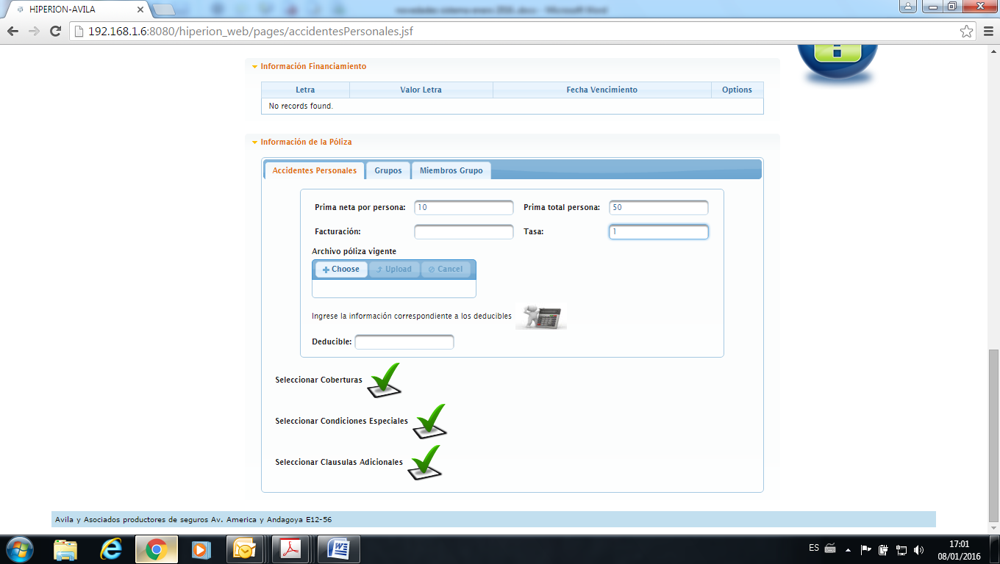 HIPERION-AVILA
192.168.1.6:8080/hiperion_web/pages/accidentesPersonales.jsf
Información Financiamiento
Letra Valor Letra Fecha Vencimiento Options
No records found.
Información de la Póliza
Accidentes Personales Grupos Miembros Grupo
Prima neta por persona: 10 Prima total persona: 50
Facturación: Tasa: 1
Archivo póliza vigente
Choose Upload Cancel
Ingrese la información correspondiente a los deducibles
Deducible:
Seleccionar Coberturas
Seleccionar Condiciones Especiales
Seleccionar Clausulas Adicionales
Avila y Asociados productores de seguros Av. America y Andagoya E12-56
ES 17:01
08/01/2016